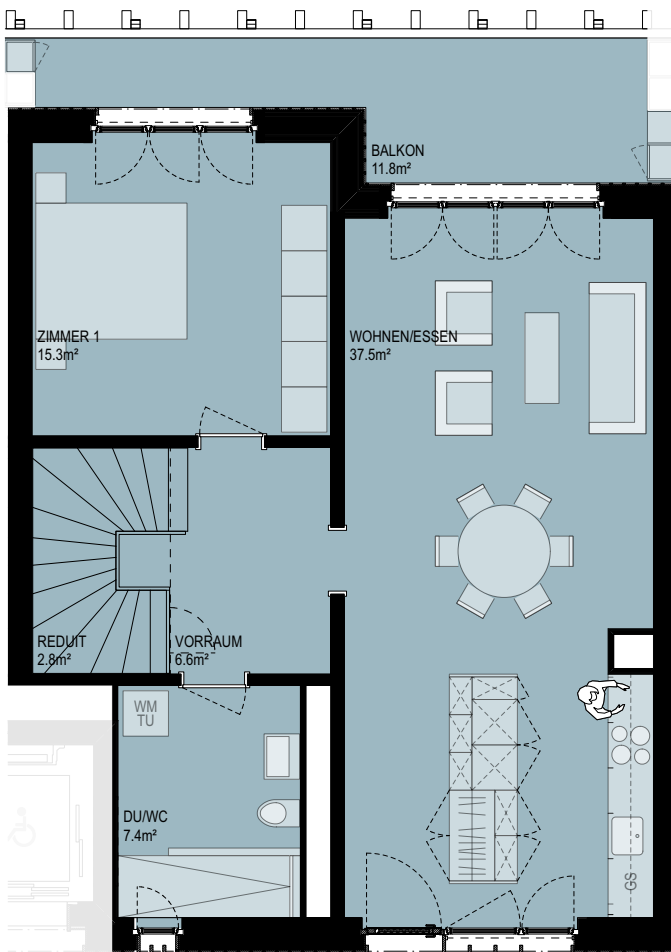 BALKON
11.8m²
ZIMMER 1
15.3m²
WOHNEN/ESSEN
37.5m²
REDUIT
2.8m²
VORRAUM
6.6m²
WM
TU
DU/WC
7.4m²
GS